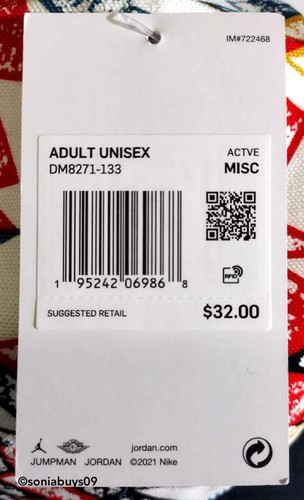 IM#722468
ADULT UNISEX ACTVE
DM8271-133 MISC
RFID
1 95242 06986 8
SUGGESTED RETAIL $32.00
jordan.com
JUMPMAN JORDAN ©2021 Nike
©soniabuys09